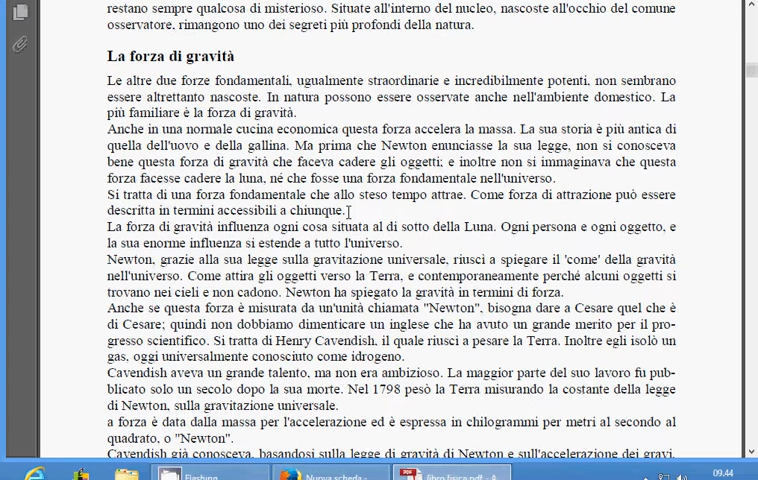 restano sempre qualcosa di misterioso. Situate all'interno del nucleo, nascoste all'occhio del comune
osservatore, rimangono uno dei segreti più profondi della natura.
La forza di gravità
Le altre due forze fondamentali, ugualmente straordinarie e incredibilmente potenti, non sembrano
essere altrettanto nascoste. In natura possono essere osservate anche nell'ambiente domestico. La
più familiare è la forza di gravità.
Anche in una normale cucina economica questa forza accelera la massa. La sua storia è più antica di
quella dell'uovo e della gallina. Ma prima che Newton enunciasse la sua legge, non si conosceva
bene questa forza di gravità che faceva cadere gli oggetti; e inoltre non si immaginava che questa
forza facesse cadere la luna, né che fosse una forza fondamentale nell'universo.
Si tratta di una forza fondamentale che allo steso tempo attrae. Come forza di attrazione può essere
descritta in termini accessibili a chiunque.
La forza di gravità influenza ogni cosa situata al di sotto della Luna. Ogni persona e ogni oggetto, e
la sua enorme influenza si estende a tutto l'universo.
Newton, grazie alla sua legge sulla gravitazione universale, riuscì a spiegare il 'come' della gravità
nell'universo. Come attira gli oggetti verso la Terra, e contemporaneamente perché alcuni oggetti si
trovano nei cieli e non cadono. Newton ha spiegato la gravità in termini di forza.
Anche se questa forza è misurata da un'unità chiamata "Newton", bisogna dare a Cesare quel che è
di Cesare; quindi non dobbiamo dimenticare un inglese che ha avuto un grande merito per il pro-
gresso scientifico. Si tratta di Henry Cavendish, il quale riuscì a pesare la Terra. Inoltre egli isolò un
gas, oggi universalmente conosciuto come idrogeno.
Cavendish aveva un grande talento, ma non era ambizioso. La maggior parte del suo lavoro fu pub-
blicato solo un secolo dopo la sua morte. Nel 1798 pesò la Terra misurando la costante della legge
di Newton, sulla gravitazione universale.
a forza è data dalla massa per l'accelerazione ed è espressa in chilogrammi per metri al secondo al
quadrato, o "Newton".
Cavendish già conosceva, basandosi sulla legge di gravità di Newton e sull'accelerazione dei gravi,
Flashing
Nuova scheda -
libro fisica.pdf - A
09.44